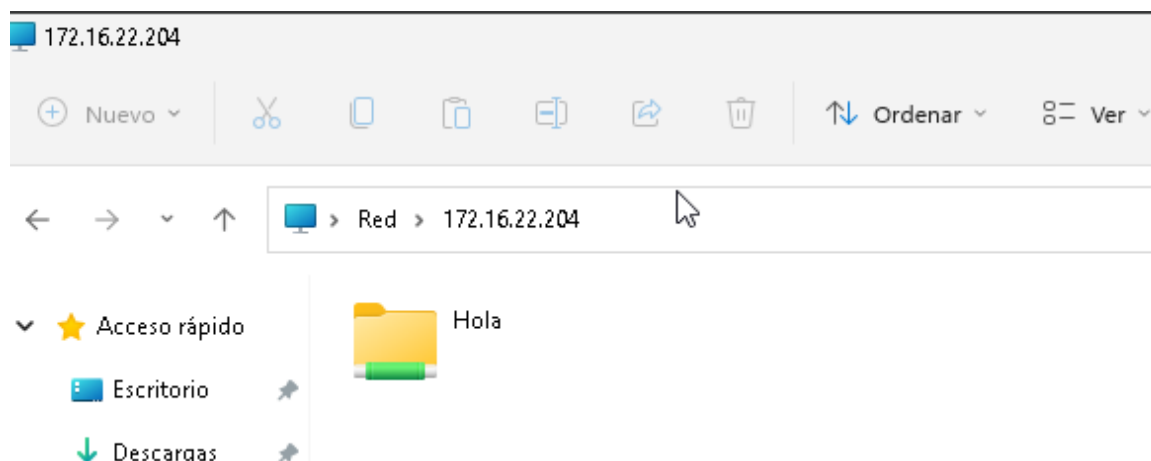 172.16.22.204
Nuevo Ordenar Ver
Red > 172.16.22.204
Acceso rápido
Hola
Escritorio
Descargas